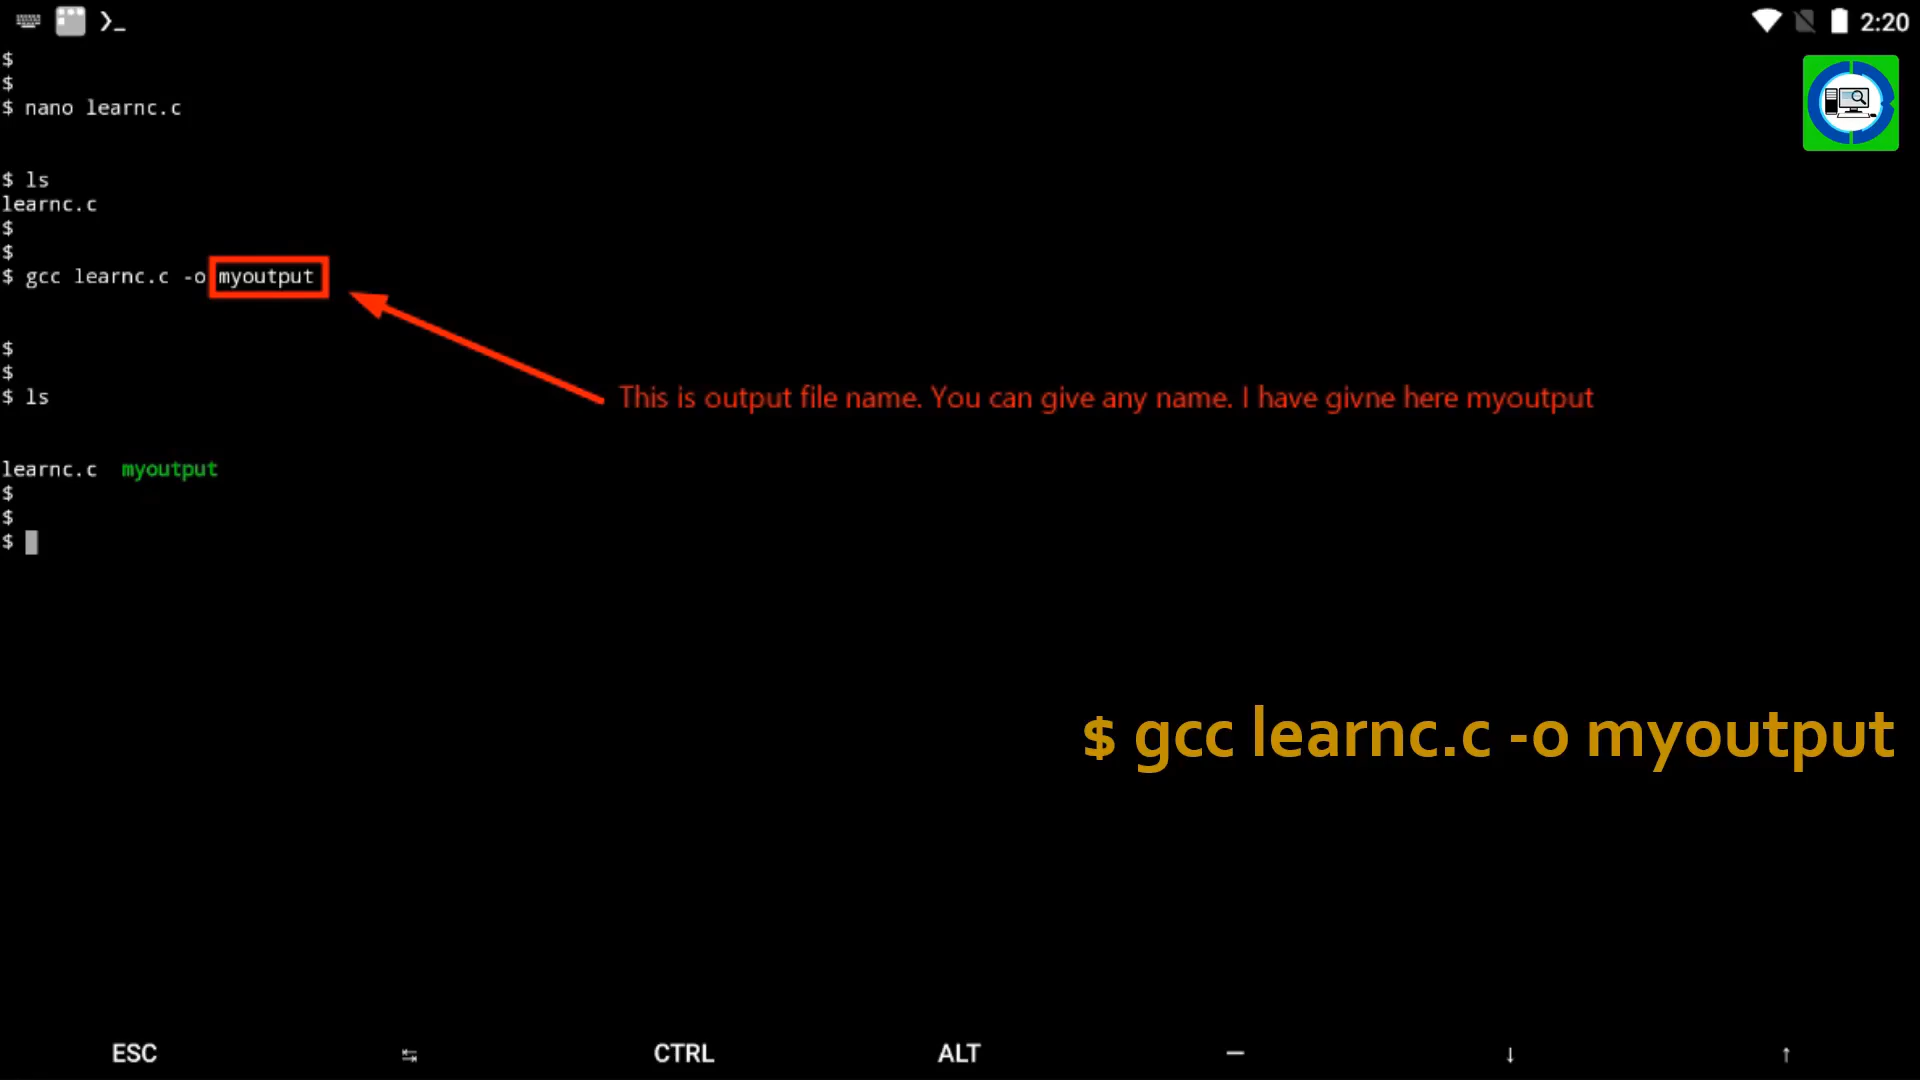 2:20
$
$
$ nano learnc.c
$ ls
learnc.c
$
$
$ gcc learnc.c -o myoutput
$
$
$ ls
This is output file name. You can give any name. I have givne here myoutput
learnc.c myoutput
$
$
$
$ gcc learnc.c -o myoutput
ESC ⇆ CTRL ALT — ↓ ↑